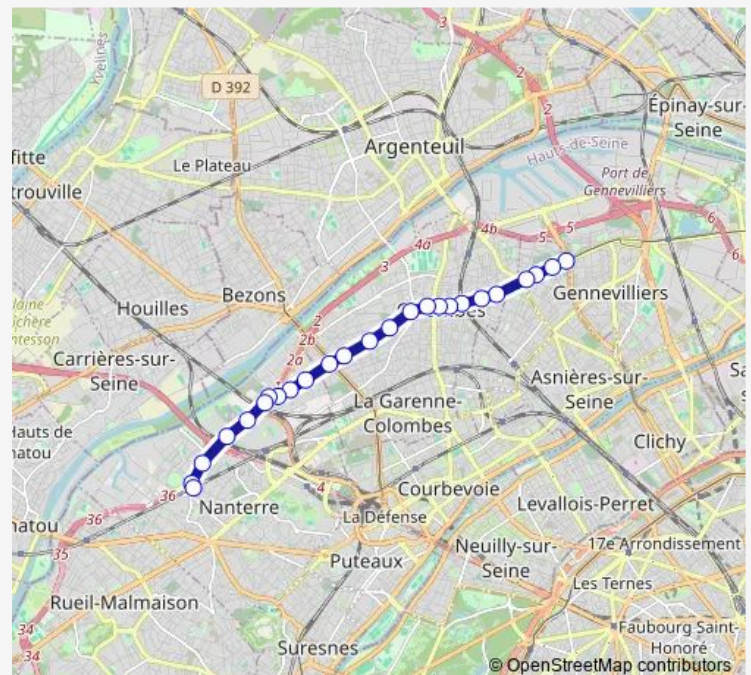 Yvelines
3
D 392
2
2
Épinay-sur-
Seine
Argenteuil
Hauts-de-Seine
fitte
Le Plateau
trouville
Port de
Gennevilliers
6
4b
5
5
4a
3
6
Bezons
Gennevilliers
Houilles
2
2b
2a
Carrières-sur-
Seine
Asnières-sur-
Seine
La Garenne-
Colombes
Hauts de
natou
Clichy
4
36
Nanterre
Courbevoie
Levallois-Perret
La Défense
36
natou
35
Neuilly-sur-
Seine
17e Arrondissement
Puteaux
Les Ternes
Rueil-Malmaison
34
34
Faubourg Saint-
Honoré
Suresnes
© OpenStreetMap contributors